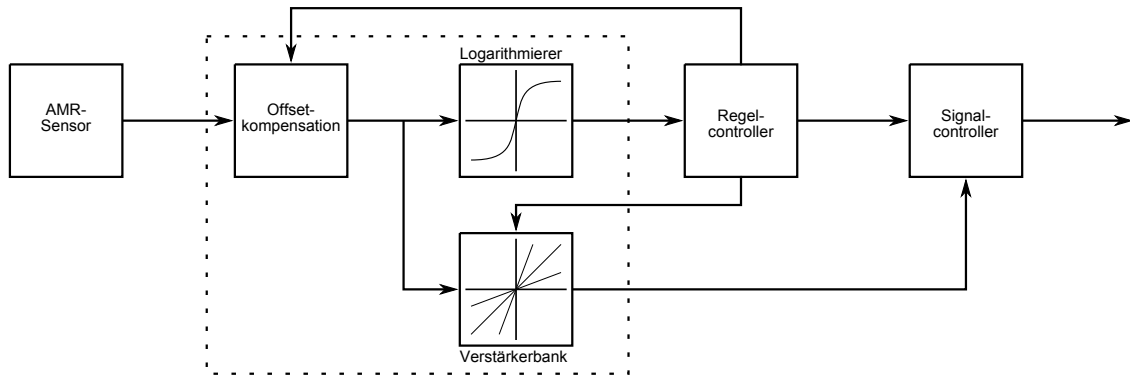 Logarithmierer
AMR-
Sensor
Offset-
kompensation
Regel-
controller
Signal-
controller
Verstärkerbank